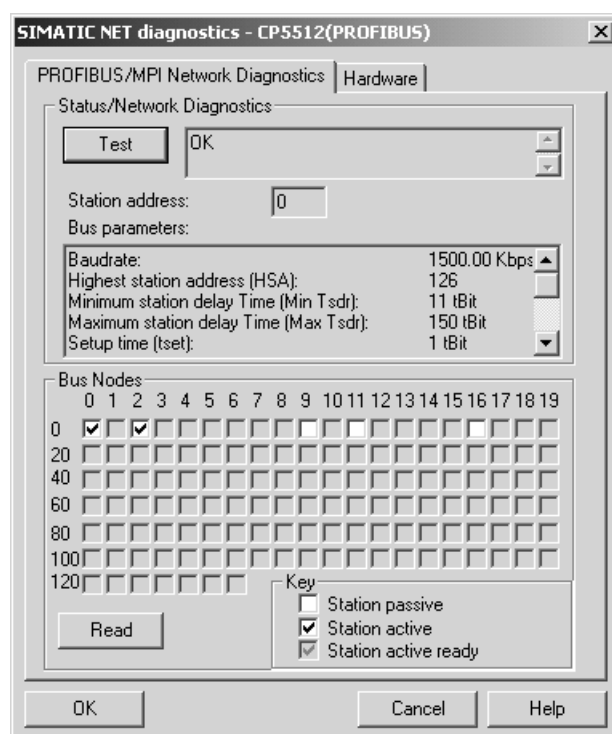 SIMATIC NET diagnostics - CP5512(PROFIBUS)
PROFIBUS/MPI Network Diagnostics Hardware
Status/Network Diagnostics
Test OK
Station address: 0
Bus parameters:
Baudrate: 1500.00 Kbps
Highest station address (HSA): 126
Minimum station delay Time (Min Tsdr): 11 tBit
Maximum station delay Time (Max Tsdr): 150 tBit
Setup time (tset): 1 tBit
Bus Nodes
0 1 2 3 4 5 6 7 8 9 10 11 12 13 14 15 16 17 18 19
0
20
40
60
80
100
120
Key
Station passive
Station active
Station active ready
Read
OK Cancel Help